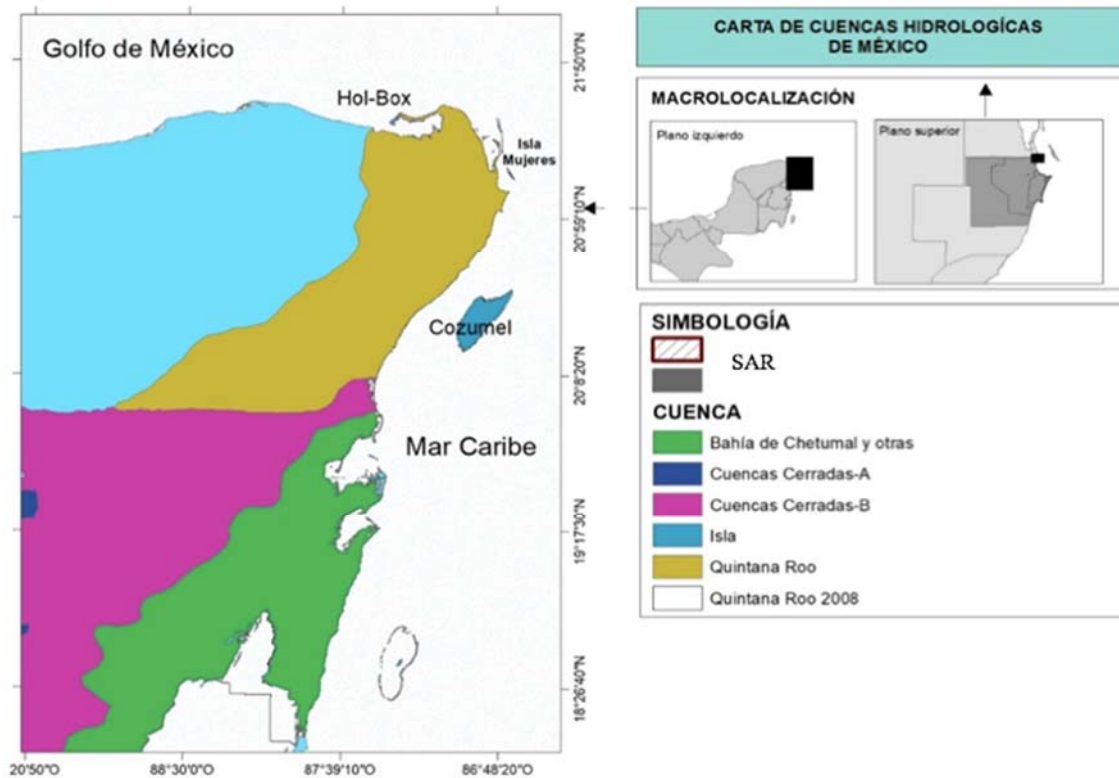 Golfo de México
Hol-Box
Isla
Mujeres
Cozumel
Mar Caribe
21°50'0"N
20°59'10"N
20°8'20"N
19°17'30"N
18°26'40"N
20'50"O
88°30'0"O
87°39'10"O
86°48'20"O
CARTA DE CUENCAS HIDROLOGÍCAS
DE MÉXICO
MACROLOCALIZACIÓN
Plano izquierdo
Plano superior
SIMBOLOGÍA
SAR
CUENCA
Bahía de Chetumal y otras
Cuencas Cerradas-A
Cuencas Cerradas-B
Isla
Quintana Roo
Quintana Roo 2008